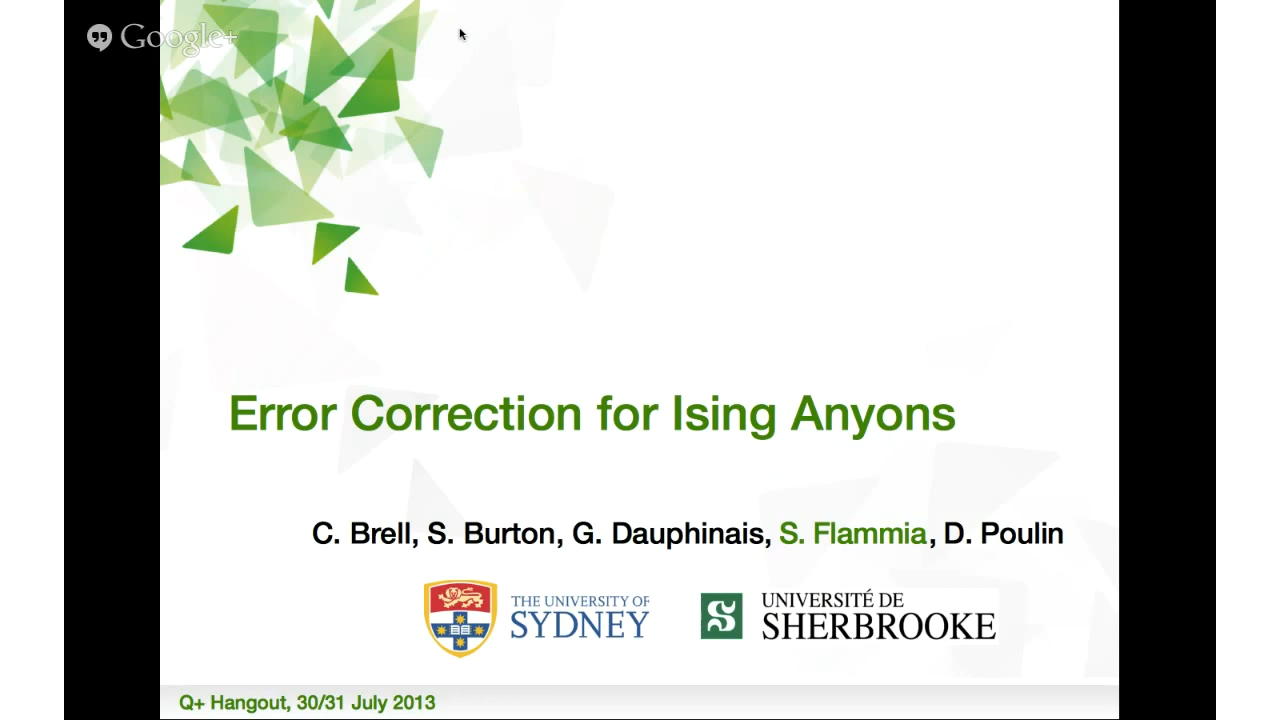 Google+
Error Correction for Ising Anyons
C. Brell, S. Burton, G. Dauphinais, S. Flammia, D. Poulin
THE UNIVERSITY OF
SYDNEY
UNIVERSITÉ DE
SHERBROOKE
Q+ Hangout, 30/31 July 2013